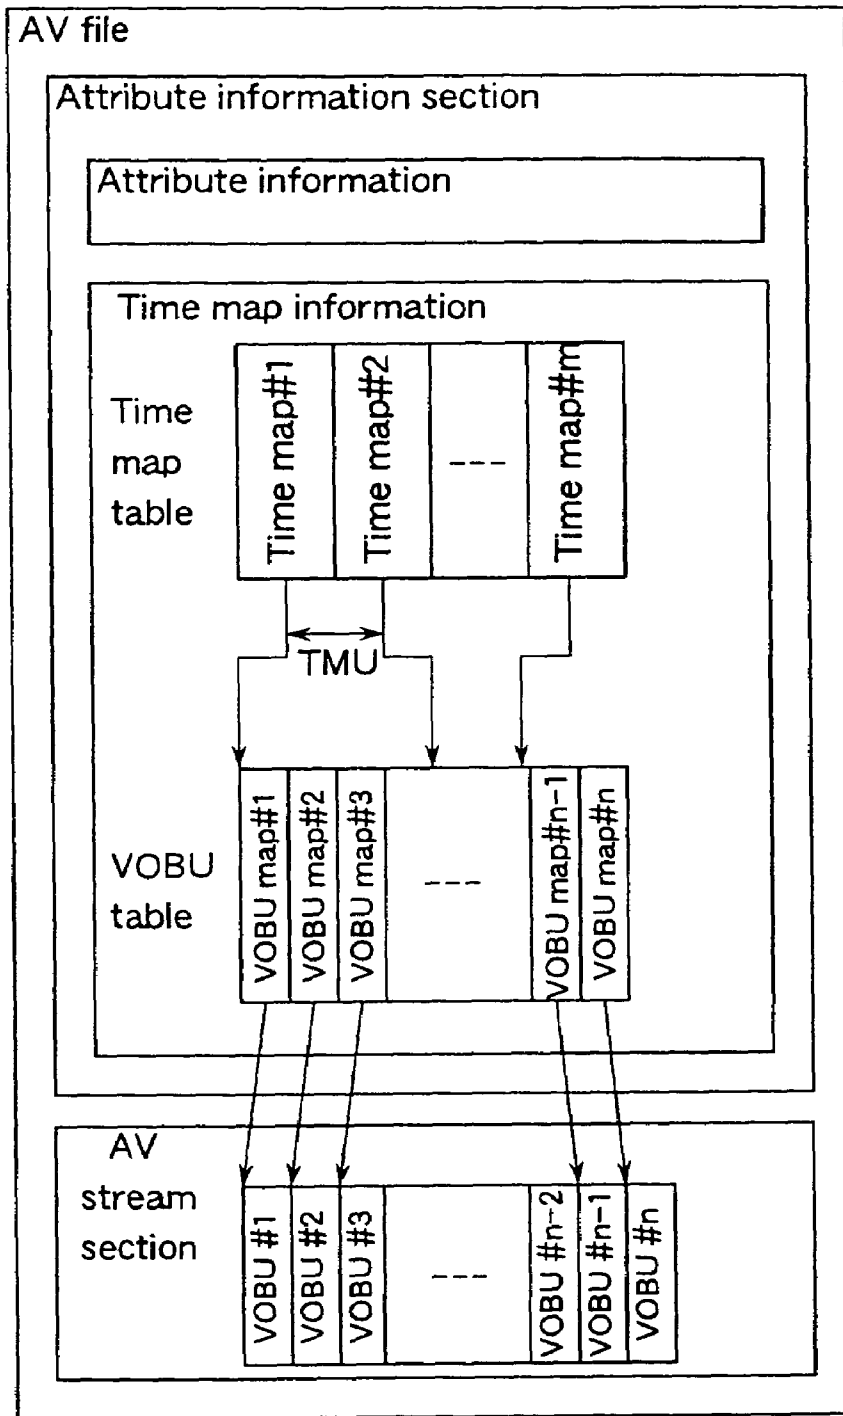 AV file
Attribute information section
Attribute information
Time map information
Time
map
table
Time map#1
Time map#2
---
Time map#m
TMU
VOBU
table
VOBU map#1
VOBU map#2
VOBU map#3
---
VOBU map#n-1
VOBU map#n
AV
stream
section
VOBU #1
VOBU #2
VOBU #3
---
VOBU #n-2
VOBU #n-1
VOBU #n